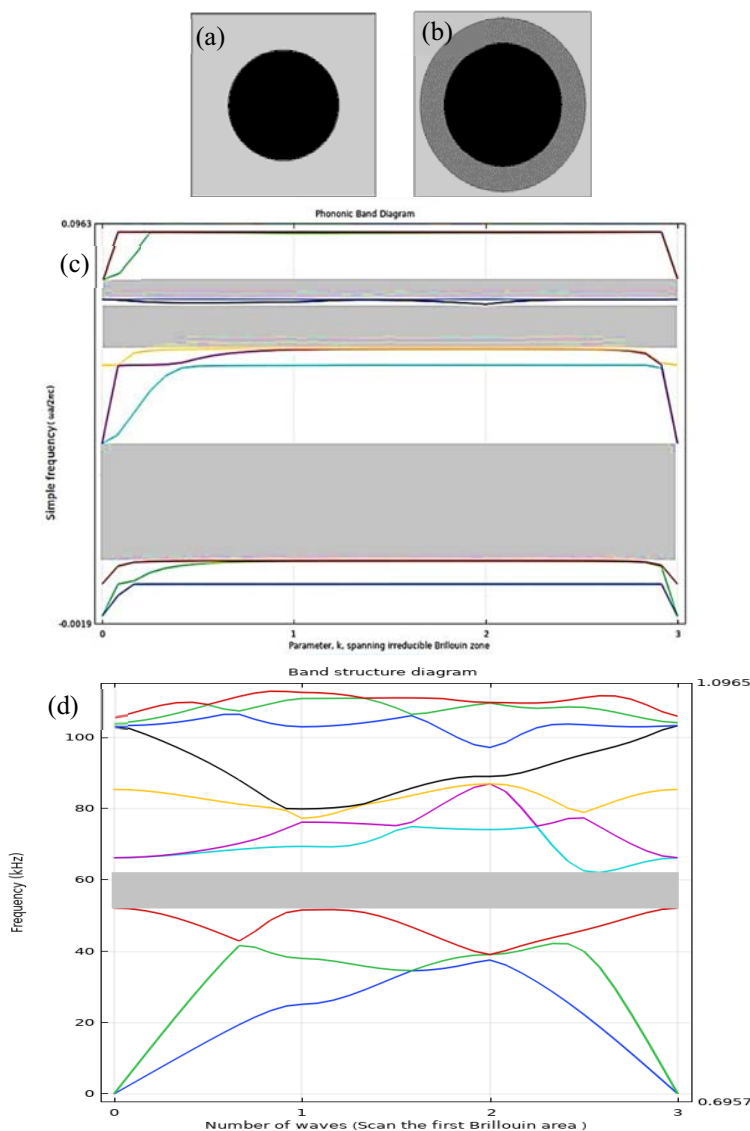 (a)
(b)
Phononic Band Diagram
0.0963
(c)
Simple frequency( ωa/2πc)
-0.0019
0
1
2
3
Parameter, k, spanning irreducible Brillouin zone
Band structure diagram
1.0965
(d)
100
80
60
40
20
0
Frequency (kHz)
0
1
2
3
0.6957
Number of waves (Scan the first Brillouin area )